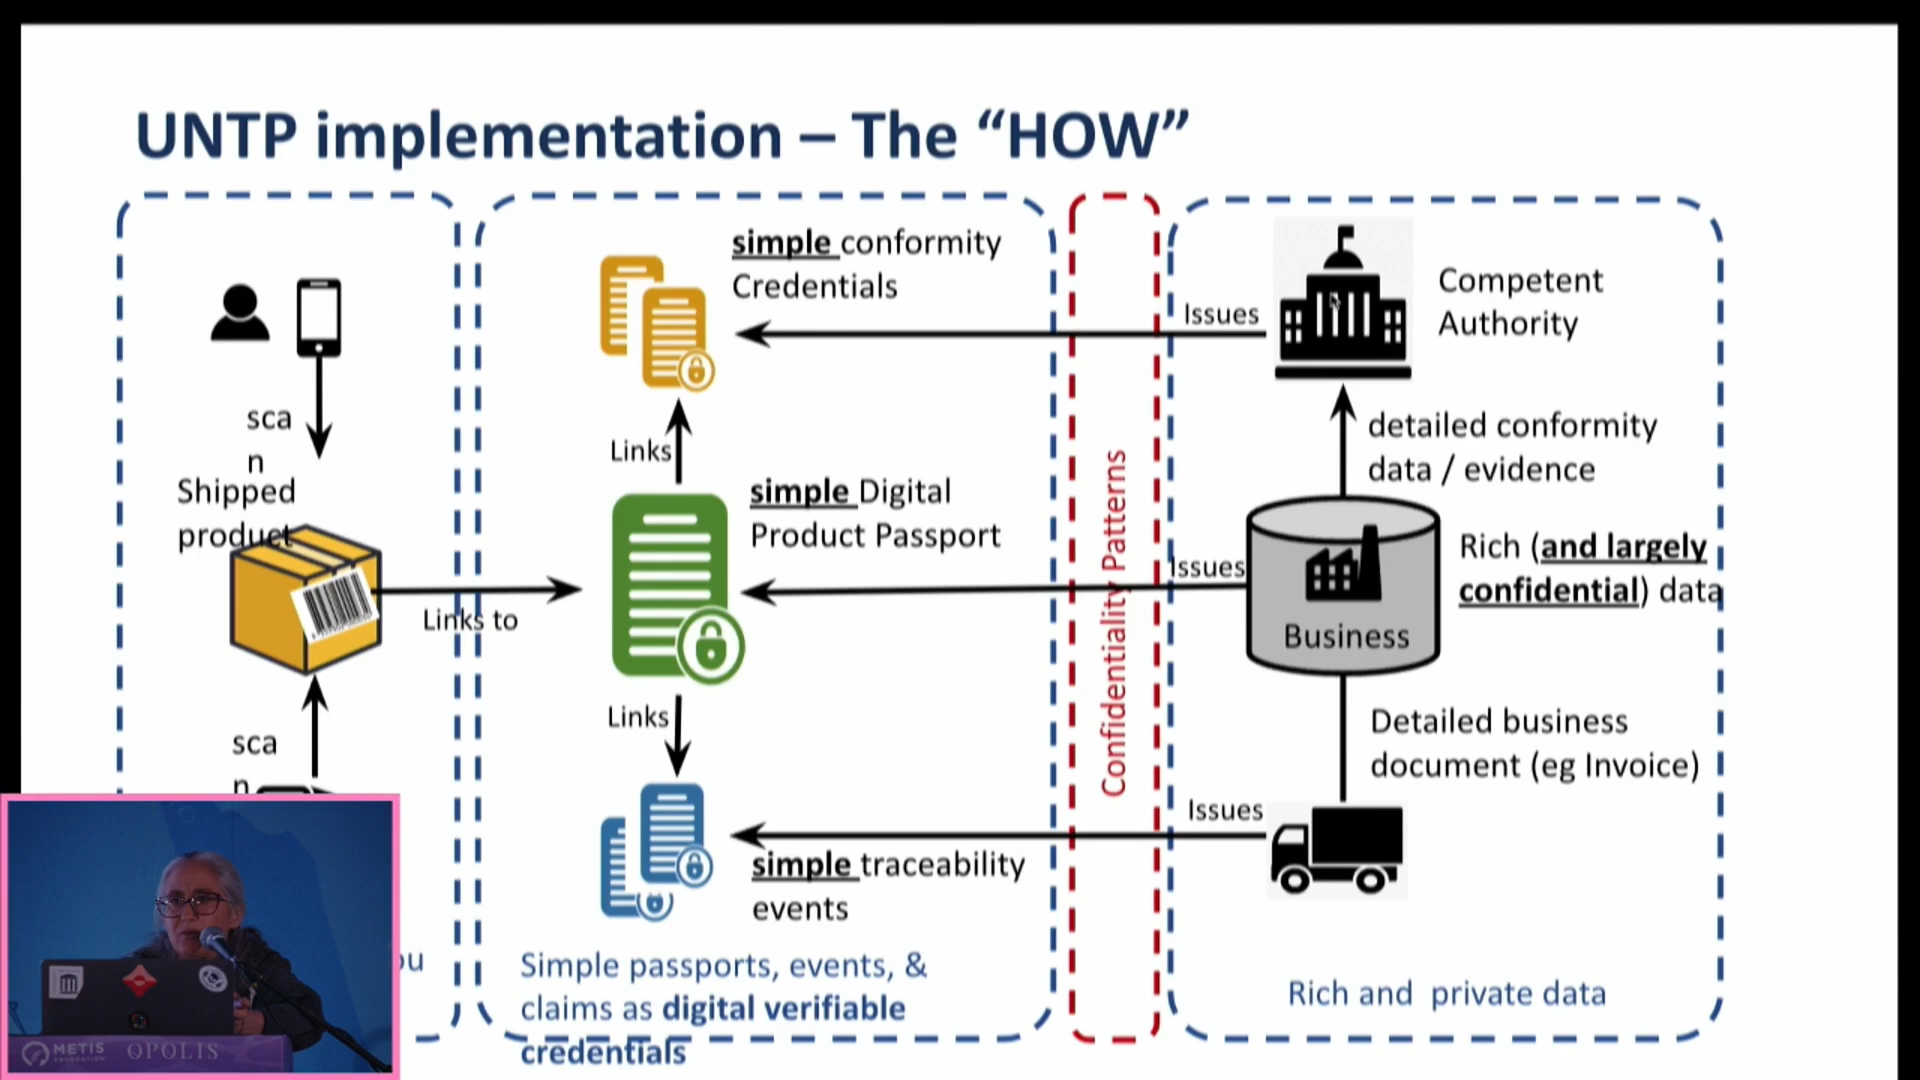 UNTP implementation – The “HOW”
sca
n
Shipped
product
Links to
sca
n
ou
simple conformity
Credentials
Links
simple Digital
Product Passport
Links
simple traceability
events
Simple passports, events, &
claims as digital verifiable
credentials
Confidentiality Patterns
Issues
Competent
Authority
detailed conformity
data / evidence
Issues
Rich (and largely
confidential) data
Business
Detailed business
document (eg Invoice)
Issues
Rich and private data
METIS
FOUNDATION
OPOLIS